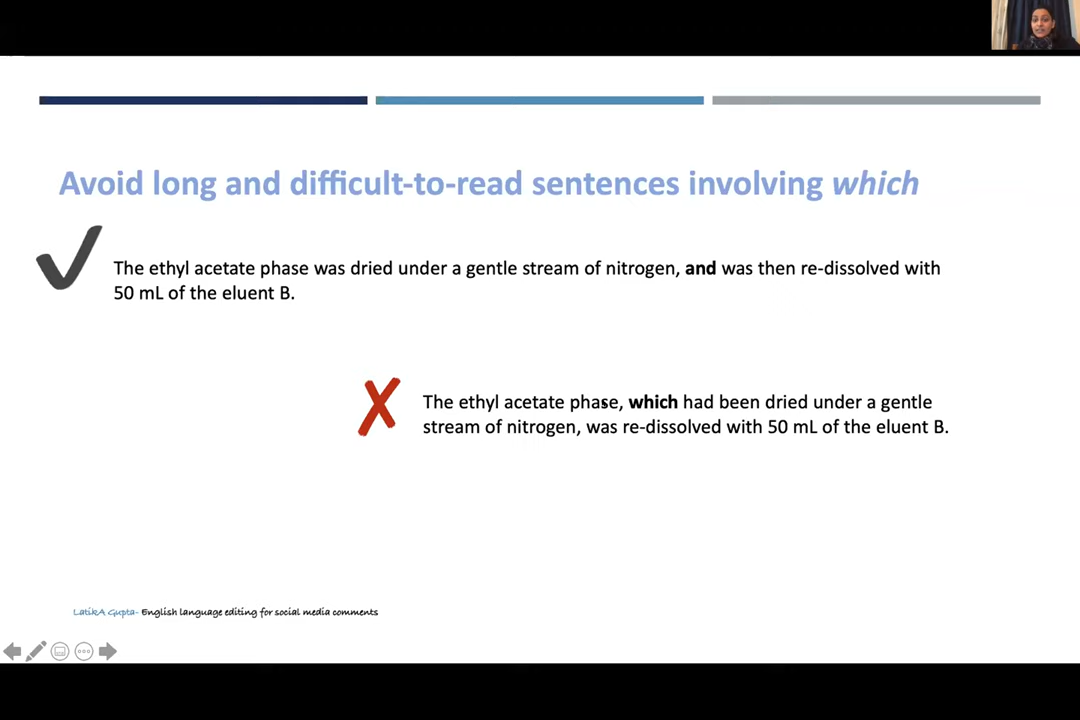 Avoid long and difficult-to-read sentences involving which
The ethyl acetate phase was dried under a gentle stream of nitrogen, and was then re-dissolved with
50 mL of the eluent B.
The ethyl acetate phase, which had been dried under a gentle
stream of nitrogen, was re-dissolved with 50 mL of the eluent B.
LatikA Gupta- English language editing for social media comments